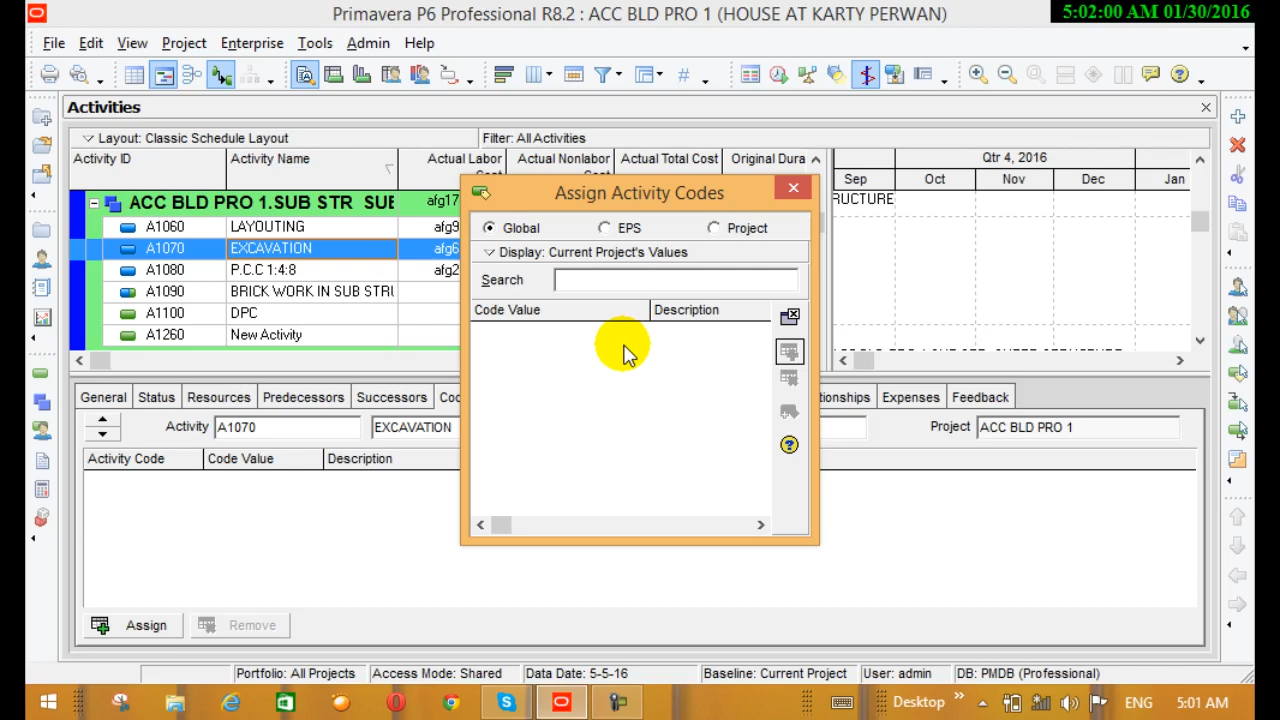 Primavera P6 Professional R8.2 : ACC BLD PRO 1 (HOUSE AT KARTY PERWAN)
5:02:00 AM 01/30/2016
File Edit View Project Enterprise Tools Admin Help
Activities
Layout: Classic Schedule Layout
Filter: All Activities
Activity ID Activity Name Actual Labor Actual Nonlabor Actual Total Cost Original Dura
Qtr 4, 2016
Sep Oct Nov Dec Jan
ACC BLD PRO 1.SUB STR SUE afg17
RUCTURE
A1060 LAYOUTING afg9
A1070 EXCAVATION afg6
A1080 P.C.C 1:4:8 afg2
A1090 BRICK WORK IN SUB STRU
A1100 DPC
A1260 New Activity
Assign Activity Codes
Global EPS Project
Display: Current Project's Values
Search
Code Value Description
General Status Resources Predecessors Successors Co
ionships Expenses Feedback
Activity A1070 EXCAVATION
Project ACC BLD PRO 1
Activity Code Code Value Description
Assign Remove
Portfolio: All Projects Access Mode: Shared Data Date: 5-5-16 Baseline: Current Project User: admin DB: PMDB (Professional)
Desktop ENG 5:01 AM